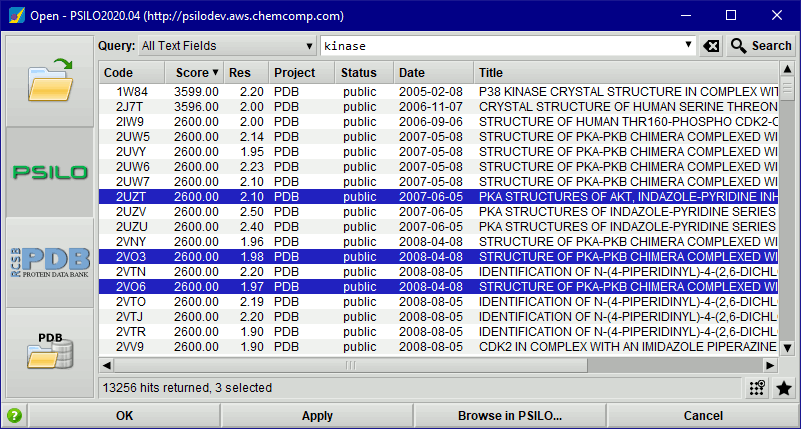 Open - PSILO2020.04 (http://psilodev.aws.chemcomp.com)
Query: All Text Fields kinase Search
PSILO
RCSB PDB
PROTEIN DATA BANK
PDB
Code Score Res Project Status Date Title
1W84 3599.00 2.20 PDB public 2005-02-08 P38 KINASE CRYSTAL STRUCTURE IN COMPLEX WIT
2J7T 3596.00 2.00 PDB public 2006-11-07 CRYSTAL STRUCTURE OF HUMAN SERINE THREON
2IW9 2600.00 2.00 PDB public 2006-09-06 STRUCTURE OF HUMAN THR160-PHOSPHO CDK2-C
2UW5 2600.00 2.14 PDB public 2007-05-08 STRUCTURE OF PKA-PKB CHIMERA COMPLEXED WI
2UVY 2600.00 1.95 PDB public 2007-05-08 STRUCTURE OF PKA-PKB CHIMERA COMPLEXED WI
2UW6 2600.00 2.23 PDB public 2007-05-08 STRUCTURE OF PKA-PKB CHIMERA COMPLEXED WI
2UW7 2600.00 2.10 PDB public 2007-05-08 STRUCTURE OF PKA-PKB CHIMERA COMPLEXED WI
2UZT 2600.00 2.10 PDB public 2007-06-05 PKA STRUCTURES OF AKT, INDAZOLE-PYRIDINE INH
2UZV 2600.00 2.50 PDB public 2007-06-05 PKA STRUCTURES OF INDAZOLE-PYRIDINE SERIES
2UZU 2600.00 2.40 PDB public 2007-06-05 PKA STRUCTURES OF INDAZOLE-PYRIDINE SERIES
2VNY 2600.00 1.96 PDB public 2008-04-08 STRUCTURE OF PKA-PKB CHIMERA COMPLEXED WI
2VO3 2600.00 1.98 PDB public 2008-04-08 STRUCTURE OF PKA-PKB CHIMERA COMPLEXED WI
2VTN 2600.00 2.20 PDB public 2008-08-05 IDENTIFICATION OF N-(4-PIPERIDINYL)-4-(2,6-DICHLO
2VO6 2600.00 1.97 PDB public 2008-04-08 STRUCTURE OF PKA-PKB CHIMERA COMPLEXED WI
2VTO 2600.00 2.19 PDB public 2008-08-05 IDENTIFICATION OF N-(4-PIPERIDINYL)-4-(2,6-DICHL
2VTJ 2600.00 2.20 PDB public 2008-08-05 IDENTIFICATION OF N-(4-PIPERIDINYL)-4-(2,6-DICHL
2VTR 2600.00 1.90 PDB public 2008-08-05 IDENTIFICATION OF N-(4-PIPERIDINYL)-4-(2,6-DICHL
2VV9 2600.00 1.90 PDB public 2008-08-05 CDK2 IN COMPLEX WITH AN IMIDAZOLE PIPERAZINE
13256 hits returned, 3 selected
OK Apply Browse in PSILO... Cancel